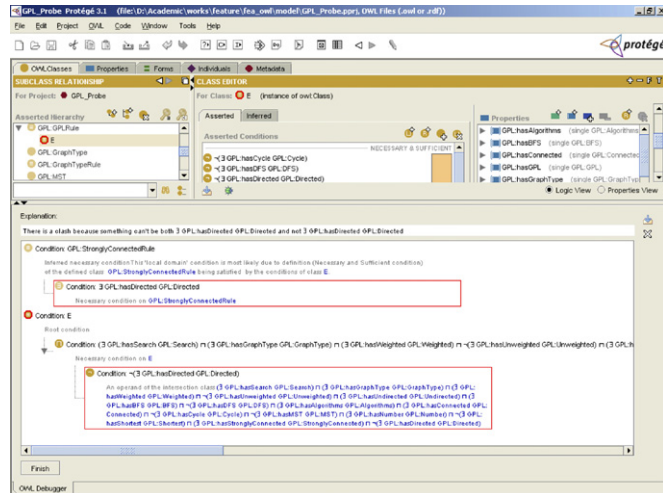 GPL_Probe Protégé 3.1 (file:\D:\Academic\works\feature\fea_owl\model\GPL_Probe.pprj, OWL Files (.owl or .rdf))
File Edit Project OWL Code Window Tools Help
protégé
OWLClasses Properties Forms Individuals Metadata
SUBCLASS RELATIONSHIP
CLASS EDITOR
For Project: GPL_Probe
For Class: E (instance of owl:Class)
Asserted Hierarchy
Asserted Inferred
Properties
GPL:GPLRule
E
GPL:GraphType
GPL:GraphTypeRule
GPL:MST
Asserted Conditions
NECESSARY & SUFFICIENT
¬(∃ GPL:hasCycle GPL:Cycle)
¬(∃ GPL:hasDFS GPL:DFS)
¬(∃ GPL:hasDirected GPL:Directed)
GPL:hasAlgorithms (single GPL:Algorithms
GPL:hasBFS (single GPL:BFS)
GPL:hasConnected (single GPL:Connected
GPL:hasGPL (single GPL:GPL)
GPL:hasGraphType (single GPL:GraphType
Logic View Properties View
Explanation:
There is a clash because something can't be both ∃ GPL:hasDirected GPL:Directed and not ∃ GPL:hasDirected GPL:Directed
Condition: GPL:StronglyConnectedRule
Inferred necessary condition This 'local domain' condition is most likely due to definition (Necessary and Sufficient condition)
of the defined class GPL:StronglyConnectedRule being satisfied by the conditions of class E.
Condition: ∃ GPL:hasDirected GPL:Directed
Necessary condition on GPL:StronglyConnectedRule
Condition: E
Root condition
Condition: (∃ GPL:hasSearch GPL:Search) ⊓ (∃ GPL:hasGraphType GPL:GraphType) ⊓ (∃ GPL:hasWeighted GPL:Weighted) ⊓ ¬(∃ GPL:hasUnweighted GPL:Unweighted) ⊓ (∃ GPL:h
Necessary condition on E
Condition: ¬(∃ GPL:hasDirected GPL:Directed)
An operand of the intersection class (∃ GPL:hasSearch GPL:Search) ⊓ (∃ GPL:hasGraphType GPL:GraphType) ⊓ (∃ GPL:
hasWeighted GPL:Weighted) ⊓ ¬(∃ GPL:hasUnweighted GPL:Unweighted) ⊓ (∃ GPL:hasUndirected GPL:Undirected) ⊓ (∃
GPL:hasBFS GPL:BFS) ⊓ ¬(∃ GPL:hasDFS GPL:DFS) ⊓ (∃ GPL:hasAlgorithms GPL:Algorithms) ⊓ (∃ GPL:hasConnected GPL:
Connected) ⊓ ¬(∃ GPL:hasCycle GPL:Cycle) ⊓ ¬(∃ GPL:hasMST GPL:MST) ⊓ (∃ GPL:hasNumber GPL:Number) ⊓ ¬(∃ GPL:
hasShortest GPL:Shortest) ⊓ (∃ GPL:hasStronglyConnected GPL:StronglyConnected) ⊓ ¬(∃ GPL:hasDirected GPL:Directed)
Finish
OWL Debugger